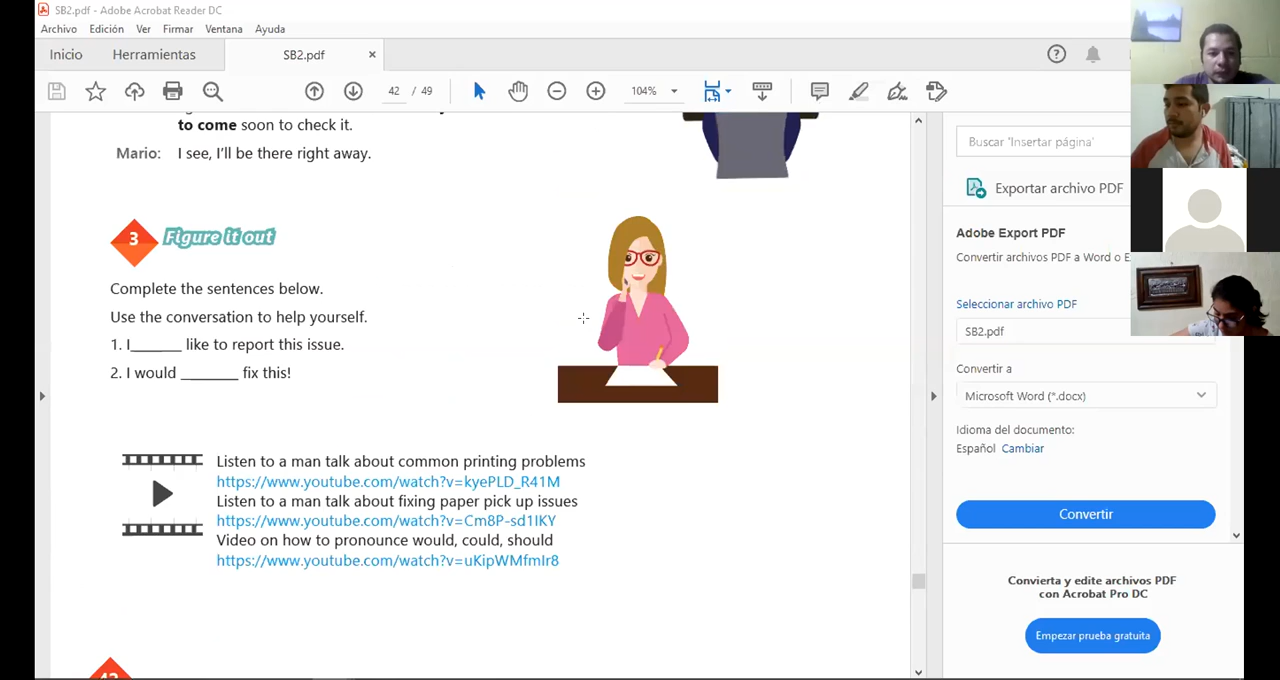 SB2.pdf - Adobe Acrobat Reader DC
Archivo Edición Ver Firmar Ventana Ayuda
Inicio Herramientas SB2.pdf ×
42 / 49 104%
to come soon to check it.
Mario: I see, I'll be there right away.
3 Figure it out
Complete the sentences below.
Use the conversation to help yourself.
1. I______ like to report this issue.
2. I would _______ fix this!
Listen to a man talk about common printing problems
https://www.youtube.com/watch?v=kyePLD_R41M
Listen to a man talk about fixing paper pick up issues
https://www.youtube.com/watch?v=Cm8P-sd1IKY
Video on how to pronounce would, could, should
https://www.youtube.com/watch?v=uKipWMfmIr8
Buscar 'Insertar página'
Exportar archivo PDF
Adobe Export PDF
Convertir archivos PDF a Word o E
Seleccionar archivo PDF
SB2.pdf
Convertir a
Microsoft Word (*.docx)
Idioma del documento:
Español Cambiar
Convertir
Convierta y edite archivos PDF
con Acrobat Pro DC
Empezar prueba gratuita